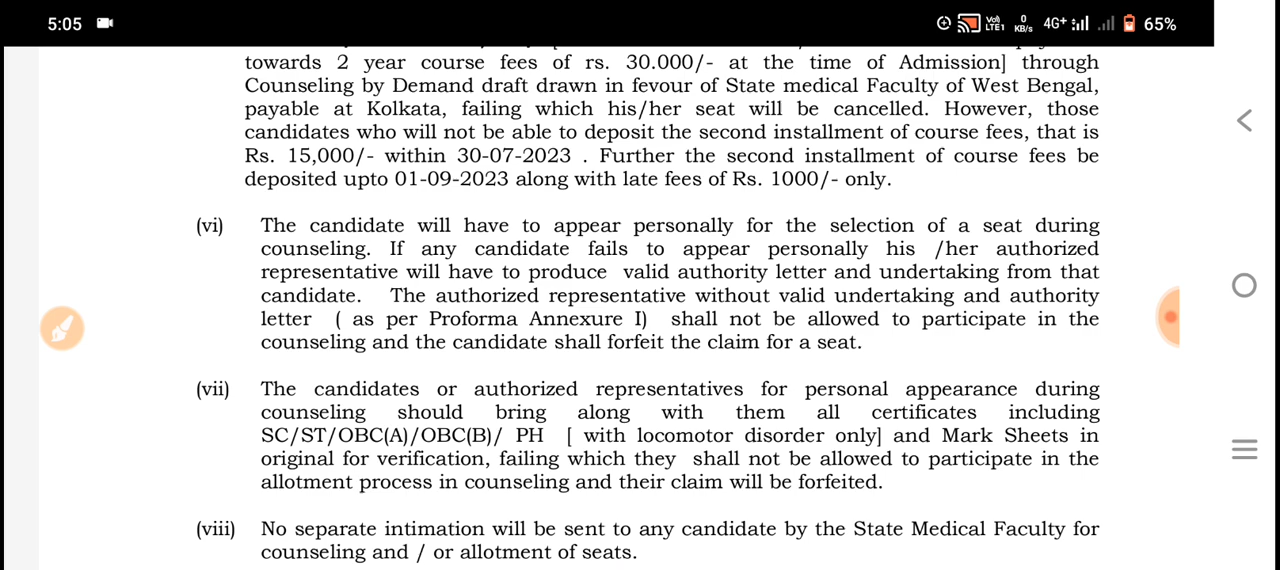 5:05
Vo) LTE1 0 KB/s 4G+ 65%
towards 2 year course fees of rs. 30.000/- at the time of Admission] through
Counseling by Demand draft drawn in fevour of State medical Faculty of West Bengal,
payable at Kolkata, failing which his/her seat will be cancelled. However, those
candidates who will not be able to deposit the second installment of course fees, that is
Rs. 15,000/- within 30-07-2023 . Further the second installment of course fees be
deposited upto 01-09-2023 along with late fees of Rs. 1000/- only.
(vi) The candidate will have to appear personally for the selection of a seat during
counseling. If any candidate fails to appear personally his /her authorized
representative will have to produce valid authority letter and undertaking from that
candidate. The authorized representative without valid undertaking and authority
letter ( as per Proforma Annexure I) shall not be allowed to participate in the
counseling and the candidate shall forfeit the claim for a seat.
(vii) The candidates or authorized representatives for personal appearance during
counseling should bring along with them all certificates including
SC/ST/OBC(A)/OBC(B)/ PH [ with locomotor disorder only] and Mark Sheets in
original for verification, failing which they shall not be allowed to participate in the
allotment process in counseling and their claim will be forfeited.
(viii) No separate intimation will be sent to any candidate by the State Medical Faculty for
counseling and / or allotment of seats.